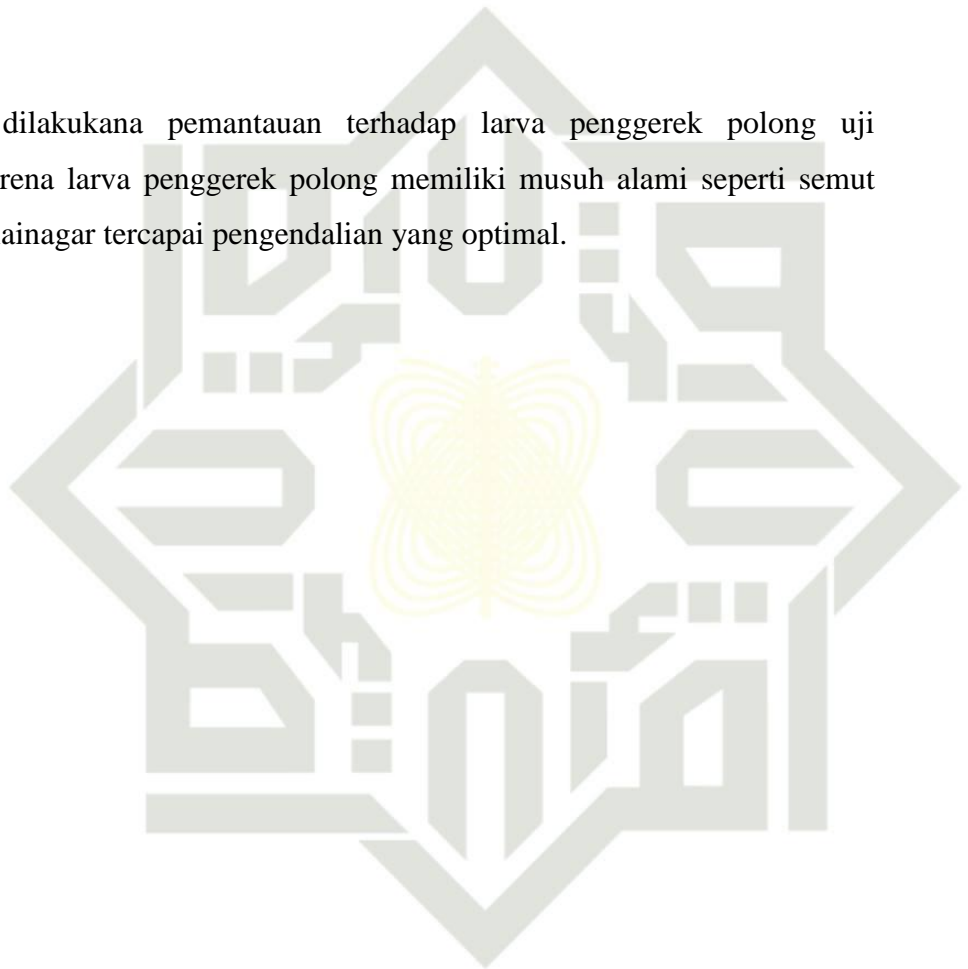 dilakukana pemantauan terhadap larva penggerek polong uji
rena larva penggerek polong memiliki musuh alami seperti semut
ainagar tercapai pengendalian yang optimal.